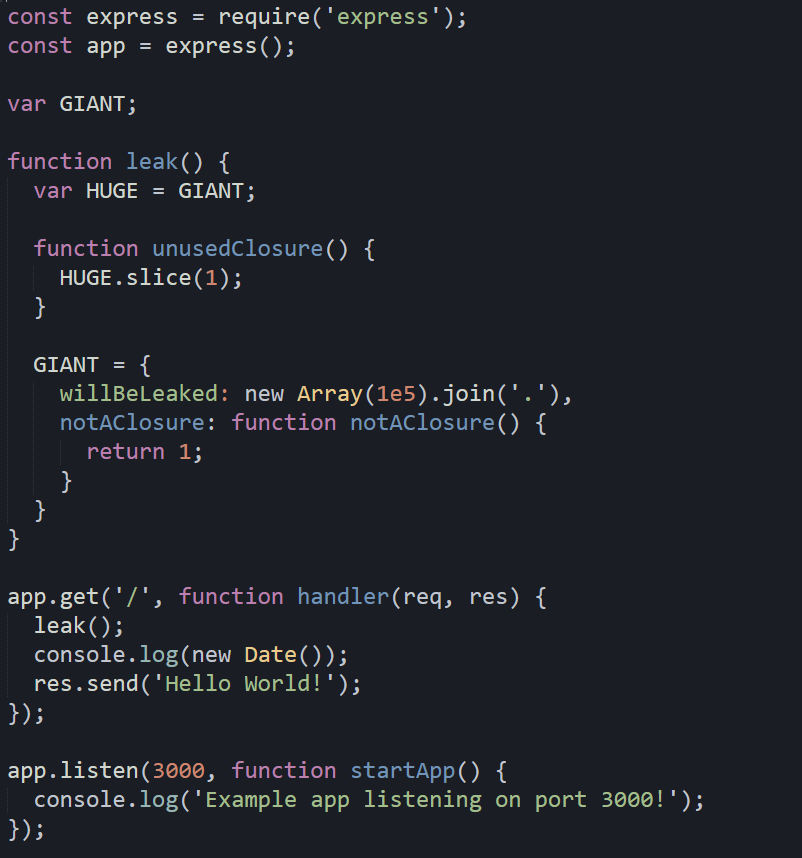 const express = require('express');
const app = express();

var GIANT;

function leak() {
  var HUGE = GIANT;

  function unusedClosure() {
    HUGE.slice(1);
  }

  GIANT = {
    willBeLeaked: new Array(1e5).join('.'),
    notAClosure: function notAClosure() {
      return 1;
    }
  }
}

app.get('/', function handler(req, res) {
  leak();
  console.log(new Date());
  res.send('Hello World!');
});

app.listen(3000, function startApp() {
  console.log('Example app listening on port 3000!');
});